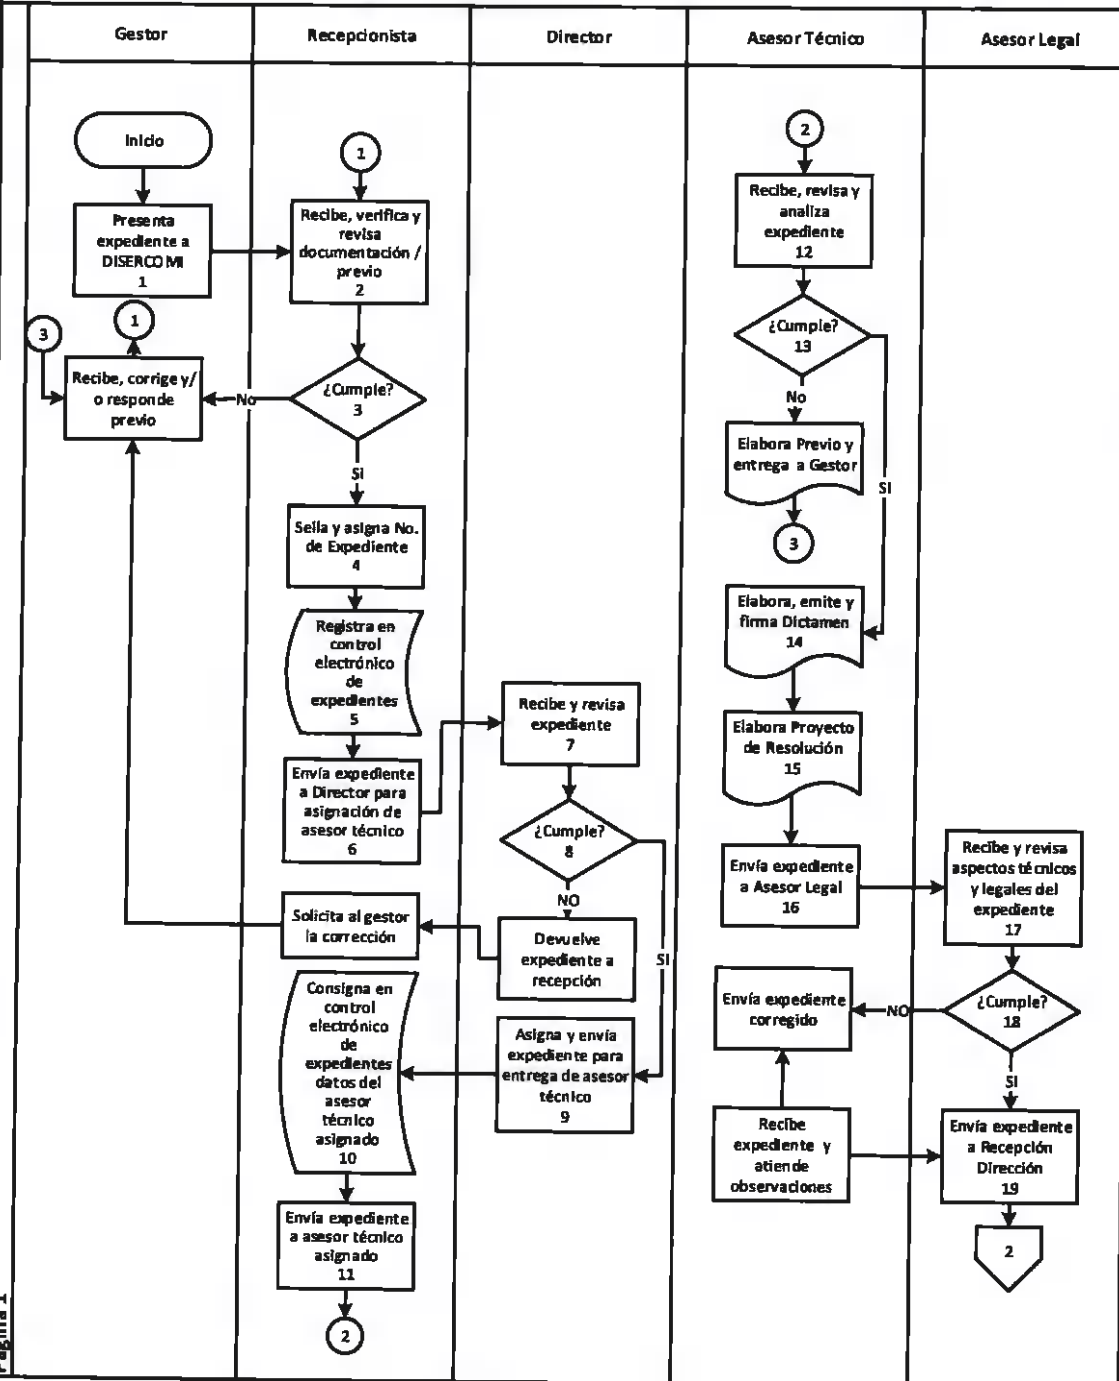 Gestor
Recepcionista
Director
Asesor Técnico
Asesor Legal
Inicio
Presenta
expediente a
DISERCOMI
1
1
3
Recibe, corrige y/
o responde
previo
1
Recibe, verifica y
revisa
documentación /
previo
2
¿Cumple?
3
No
SI
Sella y asigna No.
de Expediente
4
Registra en
control
electrónico
de
expedientes
5
Envía expediente
a Director para
asignación de
asesor técnico
6
Solicita al gestor
la corrección
Consigna en
control
electrónico
de
expedientes
datos del
asesor
técnico
asignado
10
Envía expediente
a asesor técnico
asignado
11
2
Recibe y revisa
expediente
7
¿Cumple?
8
NO
SI
Devuelve
expediente a
recepción
Asigna y envía
expediente para
entrega de asesor
técnico
9
2
Recibe, revisa y
analiza
expediente
12
¿Cumple?
13
No
SI
Elabora Previo y
entrega a Gestor
3
Elabora, emite y
firma Dictamen
14
Elabora Proyecto
de Resolución
15
Envía expediente
a Asesor Legal
16
Envía expediente
corregido
Recibe
expediente y
atiende
observaciones
Recibe y revisa
aspectos técnicos
y legales del
expediente
17
¿Cumple?
18
NO
SI
Envía expediente
a Recepción
Dirección
19
2
Página 1